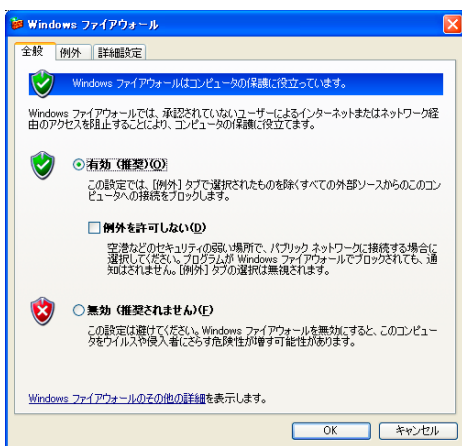 Windows ファイアウォール
全般
例外
詳細設定
Windows ファイアウォールはコンピュータの保護に役立っています。
Windows ファイアウォールでは、承認されていないユーザーによるインターネットまたはネットワーク経
由のアクセスを阻止することにより、コンピュータの保護に役立てます。
有効 (推奨)(O)
この設定では、[例外] タブで選択されたものを除くすべての外部ソースからのこのコン
ピュータへの接続をブロックします。
例外を許可しない(D)
空港などのセキュリティの弱い場所で、パブリック ネットワークに接続する場合に
選択してください。プログラムが Windows ファイアウォールでブロックされても、通
知はされません。[例外] タブの選択は無視されます。
無効 (推奨されません)(F)
この設定は避けてください。Windows ファイアウォールを無効にすると、このコンピュー
タをウイルスや侵入者にさらす危険性が増す可能性があります。
Windows ファイアウォールのその他の詳細を表示します。
OK
キャンセル